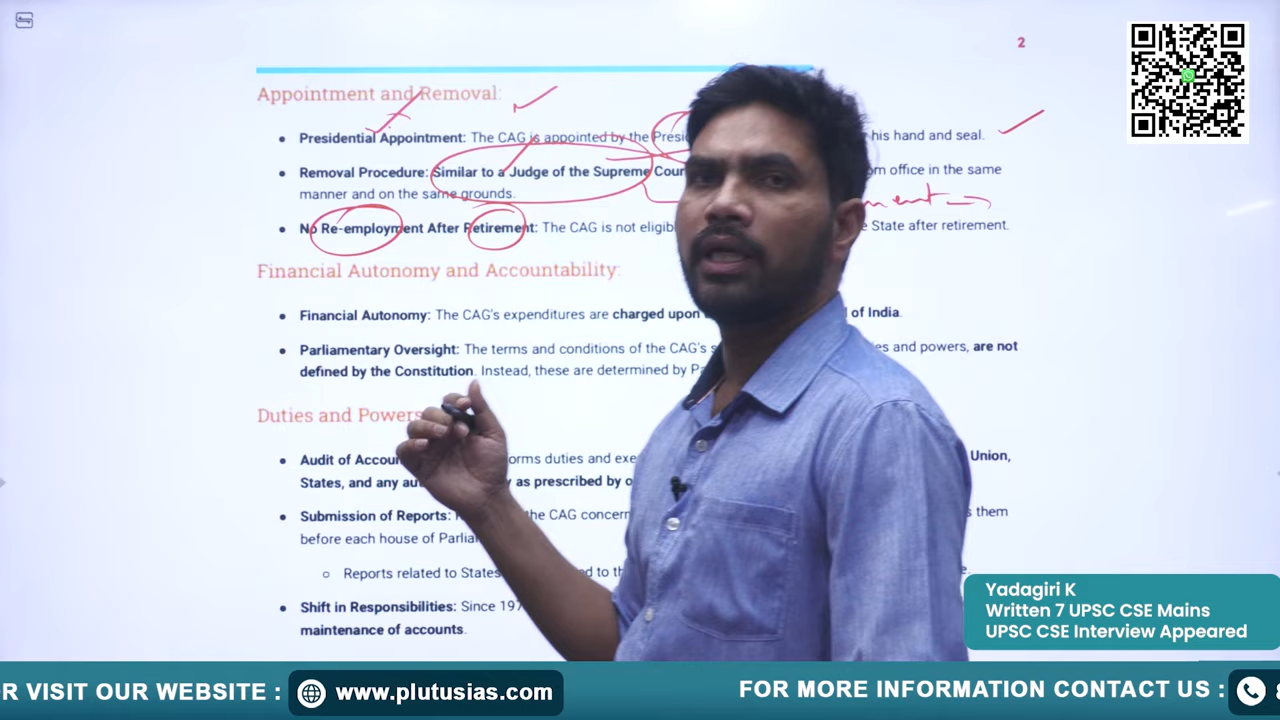 2
Appointment and Removal:
Presidential Appointment: The CAG is appointed by the Presi his hand and seal.
Removal Procedure: Similar to a Judge of the Supreme Cour om office in the same
manner and on the same grounds.
No Re-employment After Retirement: The CAG is not eligib e State after retirement.
Financial Autonomy and Accountability:
Financial Autonomy: The CAG's expenditures are charged upon of India.
Parliamentary Oversight: The terms and conditions of the CAG's s es and powers, are not
defined by the Constitution. Instead, these are determined by Pa
Duties and Powers
Audit of Accou orms duties and exe Union,
States, and any au y as prescribed by o
Submission of Reports: the CAG concern s them
before each house of Parlia
Reports related to States ed to th e.
Shift in Responsibilities: Since 197
maintenance of accounts.
Yadagiri K
Written 7 UPSC CSE Mains
UPSC CSE Interview Appeared
OR VISIT OUR WEBSITE : www.plutusias.com FOR MORE INFORMATION CONTACT US : 8